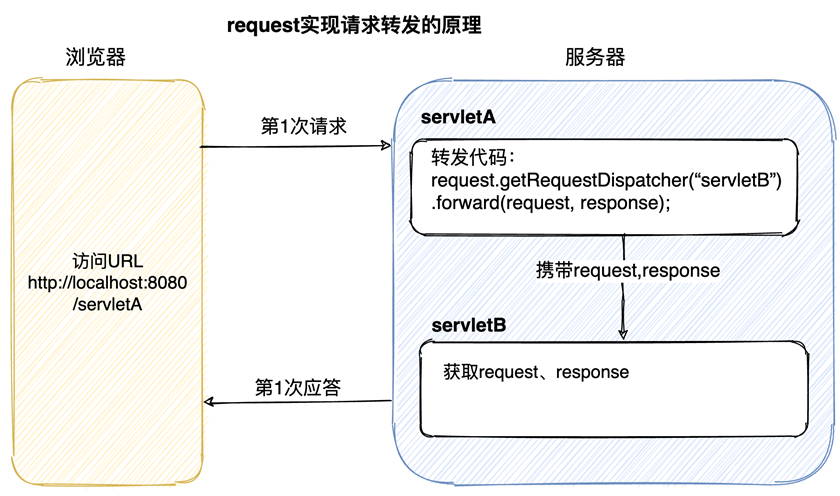 request实现请求转发的原理
浏览器
服务器
servletA
第1次请求
转发代码：
request.getRequestDispatcher(“servletB”)
.forward(request, response);
访问URL
http://localhost:8080
/servletA
携带request,response
servletB
获取request、response
第1次应答